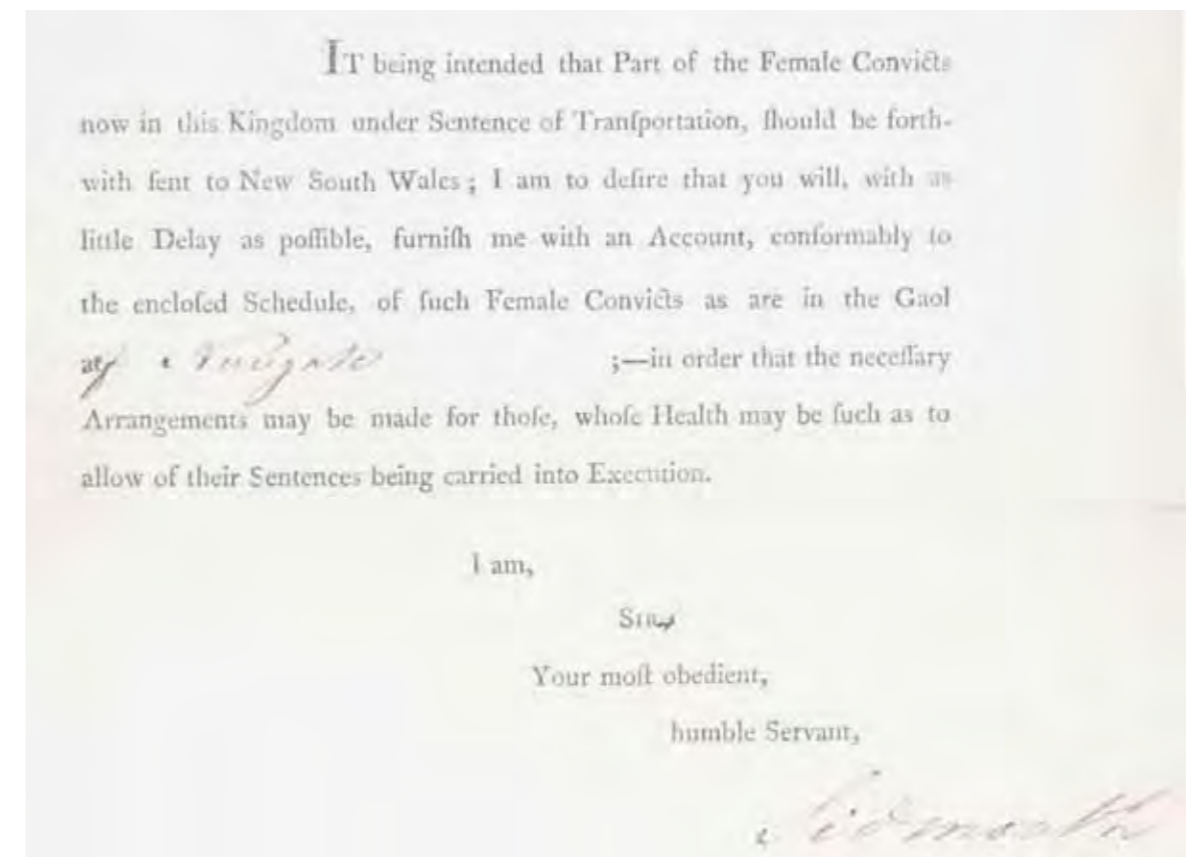 IT being intended that Part of the Female Convicts
now in this Kingdom under Sentence of Tranſportation, ſhould be forth-
with ſent to New South Wales; I am to deſire that you will, with as
little Delay as poſſible, furniſh me with an Account, conformably to
the encloſed Schedule, of ſuch Female Convicts as are in the Gaol
of Newgate ;—in order that the neceſſary
Arrangements may be made for thoſe, whoſe Health may be ſuch as to
allow of their Sentences being carried into Execution.
I am,
Sirs
Your moſt obedient,
humble Servant,
Sidmouth